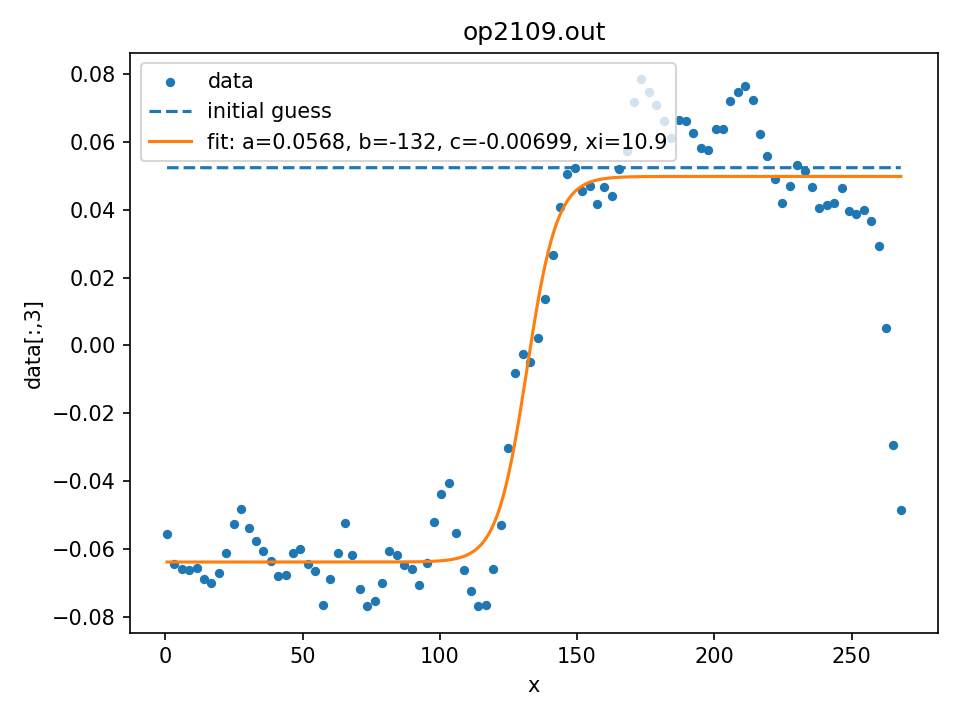 op2109.out
data
initial guess
fit: a=0.0568, b=-132, c=-0.00699, xi=10.9
0.08
0.06
0.04
0.02
0.00
−0.02
−0.04
−0.06
−0.08
data[:,3]
0 50 100 150 200 250
x